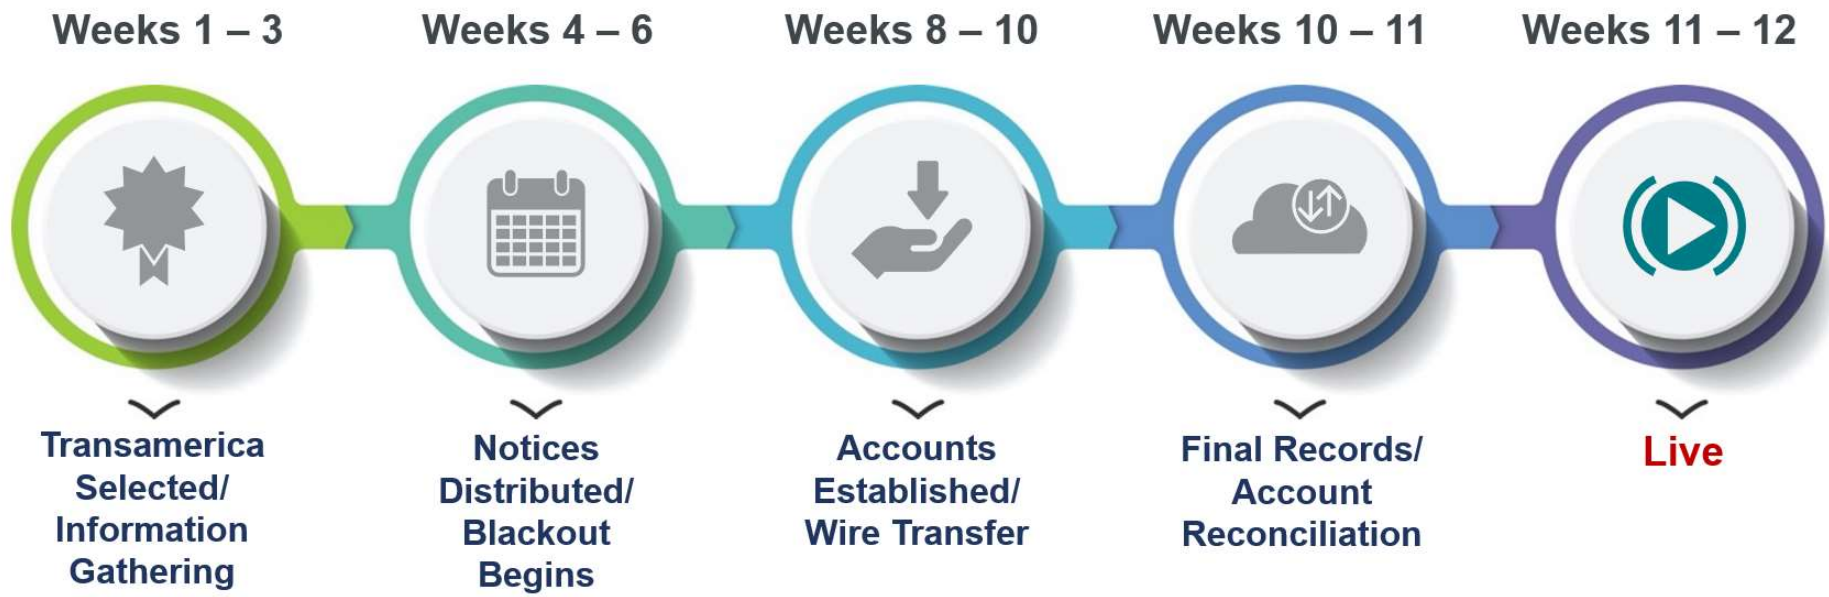 Weeks 1 – 3
Weeks 4 – 6
Weeks 8 – 10
Weeks 10 – 11
Weeks 11 – 12
Transamerica
Selected/
Information
Gathering
Notices
Distributed/
Blackout
Begins
Accounts
Established/
Wire Transfer
Final Records/
Account
Reconciliation
Live